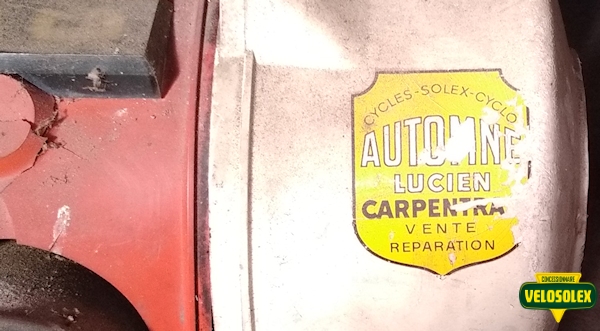 CYCLES-SOLEX-CYCLO
AUTOMNE
LUCIEN
CARPENTRA
VENTE
REPARATION
CONCESSIONNAIRE
VELOSOLEX